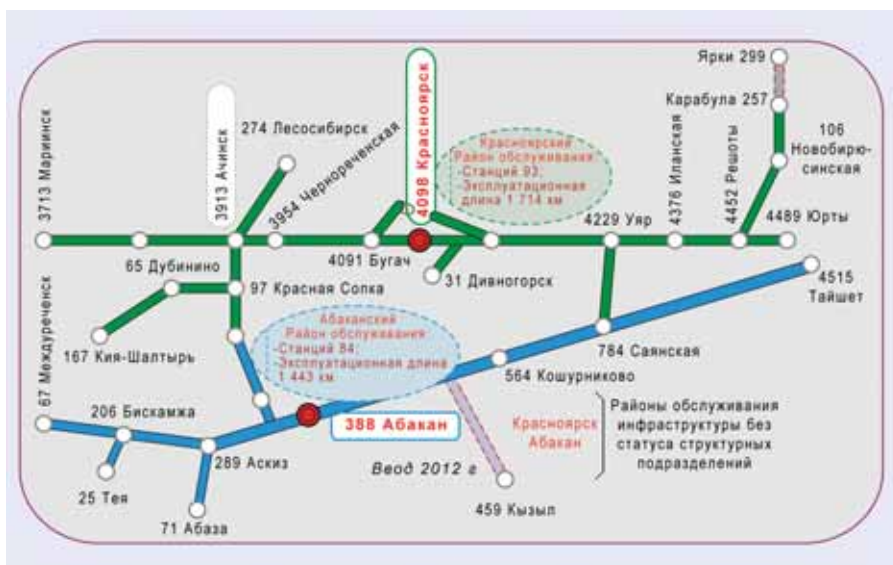 Ярки 299
Карабула 257
106
Новобирю-
синская
274 Лесосибирск
3713 Мариинск
3913 Ачинск
3954 Чернореченская
4098 Красноярск
Красноярский
Район обслуживания
-Станций 93;
-Эксплуатационная
длина 1 714 км
4229 Уяр
4376 Иланская
4452 Решоты
4489 Юрты
65 Дубинино
4091 Бугач
31 Дивногорск
4515
Тайшет
97 Красная Сопка
167 Кия-Шалтырь
67 Междуреченск
Абаканский
Район обслуживания
-Станций 84;
-Эксплуатационная длина
1 443 км
784 Саянская
564 Кошурниково
206 Бискамжа
388 Абакан
Красноярск
Абакан
Районы обслуживания
инфраструктуры без
статуса структурных
подразделений
289 Аскиз
Ввод 2012 г
25 Тея
459 Кызыл
71 Абаза